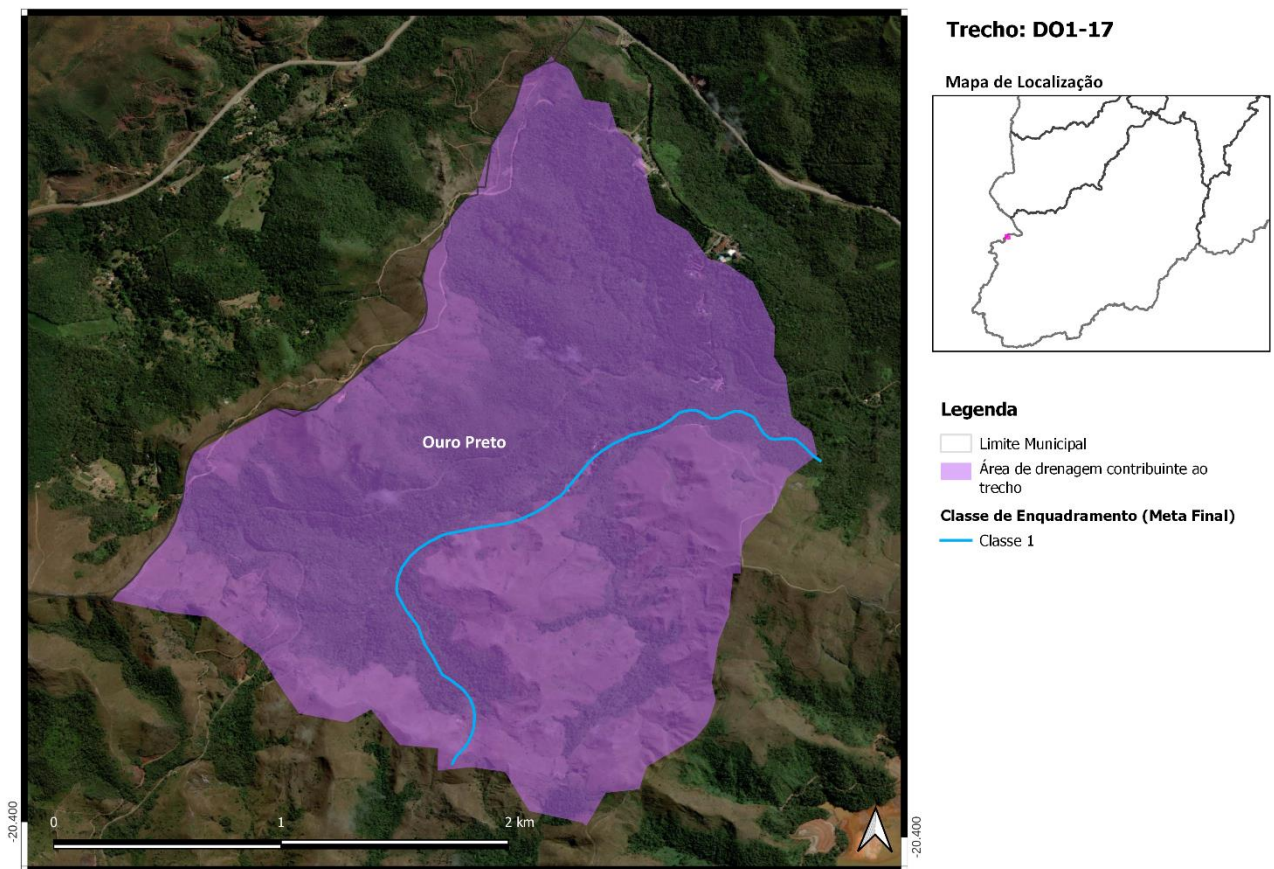 Trecho: DO1-17
Mapa de Localização
Ouro Preto
Legenda
Limite Municipal
Área de drenagem contribuinte ao
trecho
Classe de Enquadramento (Meta Final)
Classe 1
0 1 2 km
-20.400
-20.400